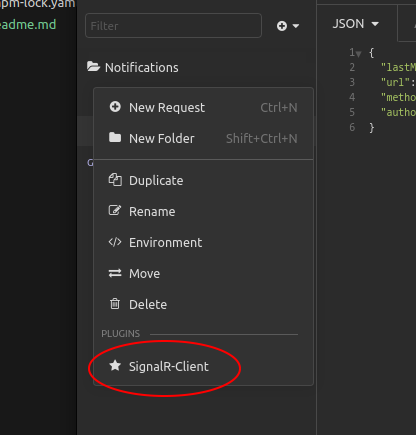 pm-lock.yam
eadme.md
Filter
JSON
Notifications
1 {
2 "lastM
3 "url":
4 "metho
5 "autho
6 }
New Request Ctrl+N
New Folder Shift+Ctrl+N
G
Duplicate
Rename
Environment
Move
Delete
PLUGINS
SignalR-Client